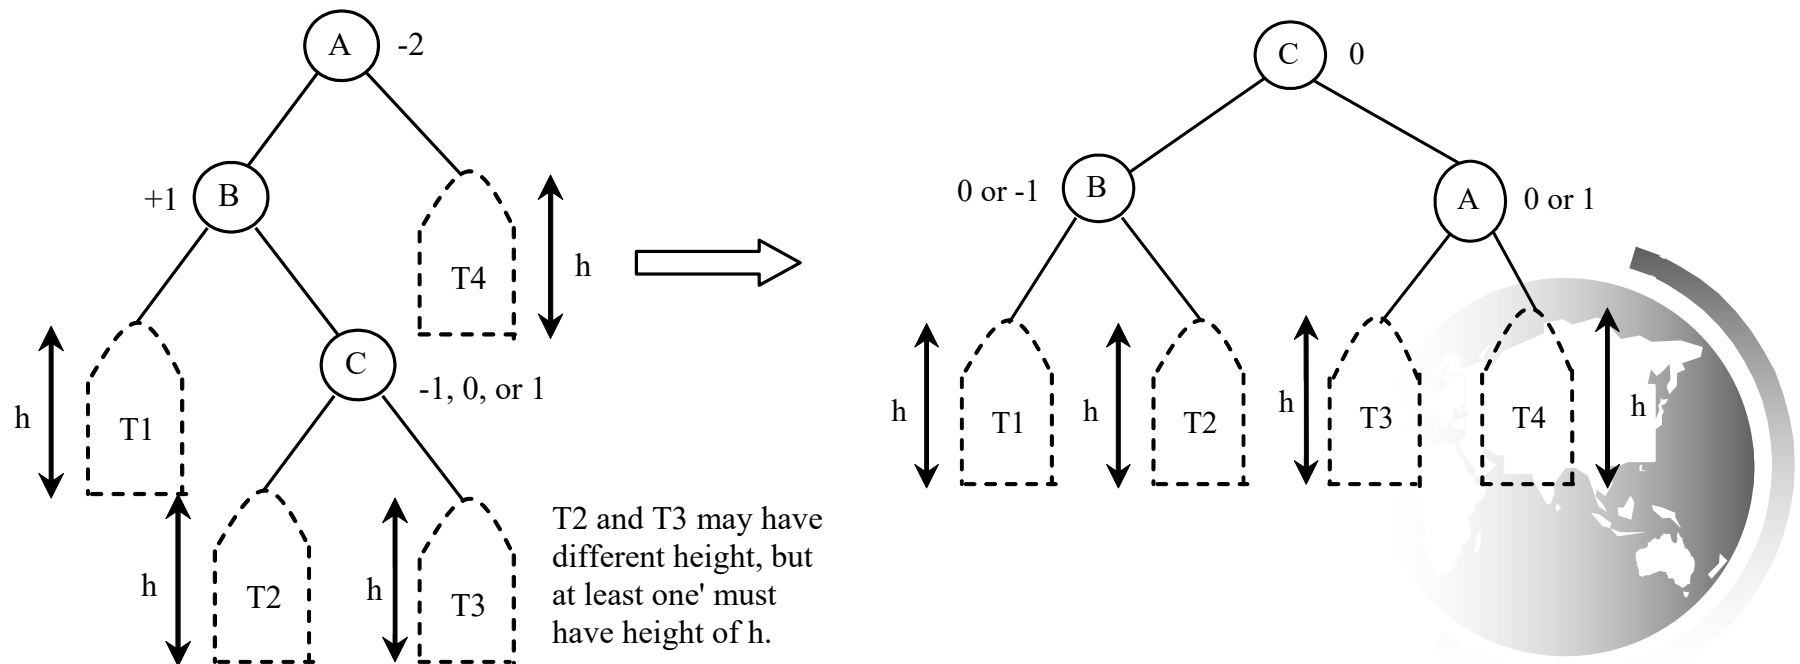 A -2
+1 B
T4 h
h T1
C
-1, 0, or 1
h T2
h T3
T2 and T3 may have
different height, but
at least one' must
have height of h.
C 0
0 or -1 B
A 0 or 1
h T1
h T2
h T3
T4 h